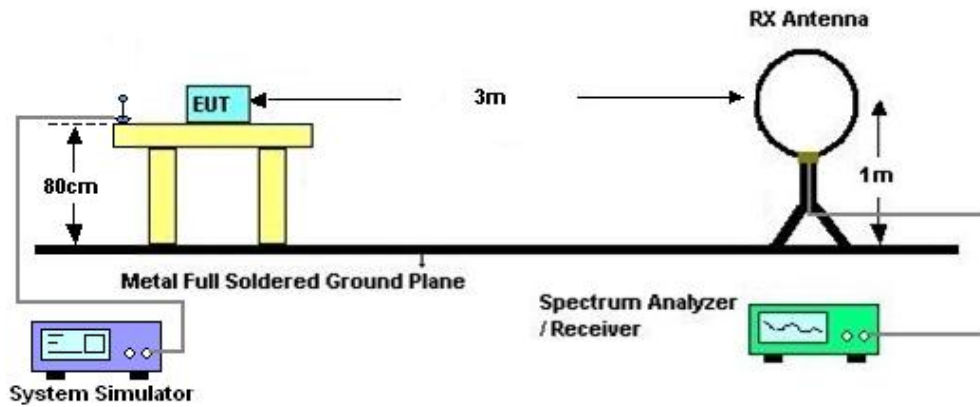 RX Antenna
EUT
3m
80cm
1m
Metal Full Soldered Ground Plane
Spectrum Analyzer
/ Receiver
System Simulator